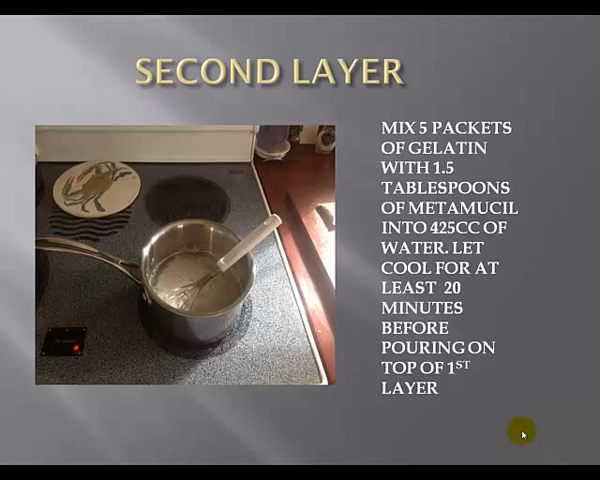 SECOND LAYER
MIX 5 PACKETS
OF GELATIN
WITH 1.5
TABLESPOONS
OF METAMUCIL
INTO 425CC OF
WATER. LET
COOL FOR AT
LEAST 20
MINUTES
BEFORE
POURING ON
TOP OF 1ST
LAYER